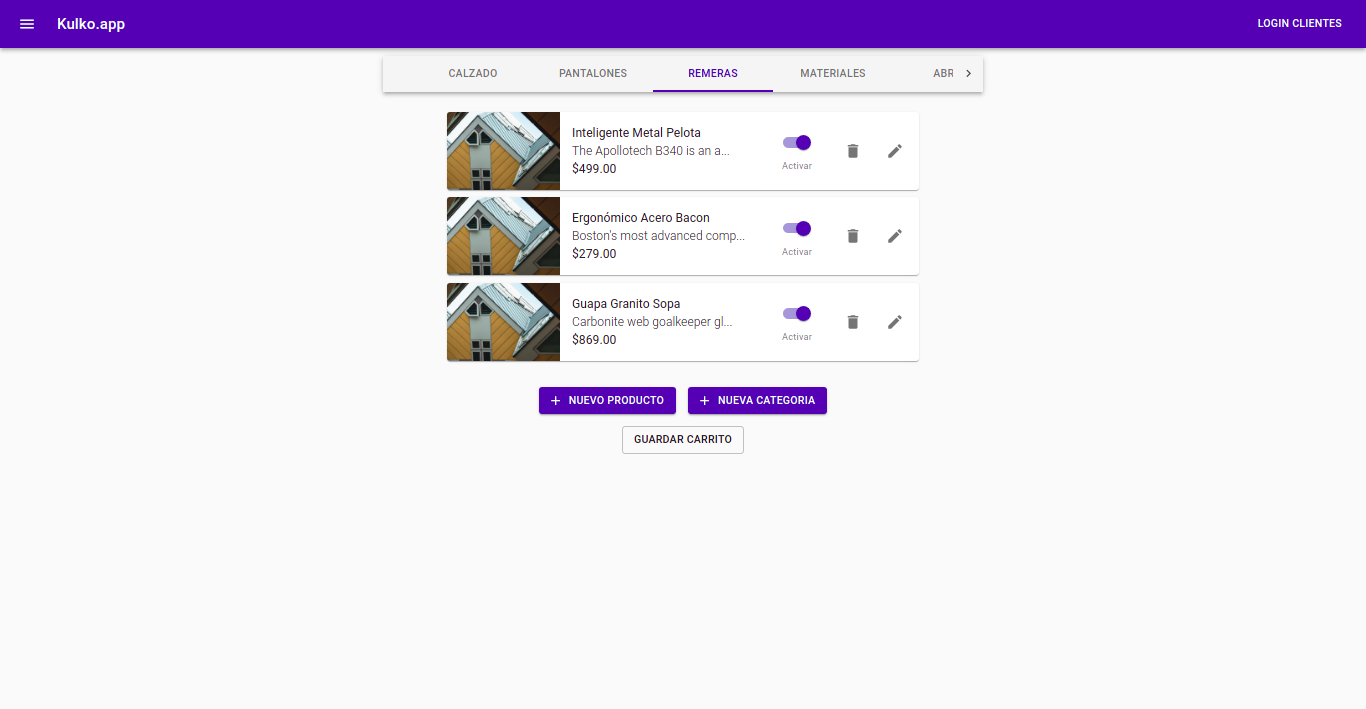 Kulko.app
LOGIN CLIENTES
CALZADO
PANTALONES
REMERAS
MATERIALES
ABR
Inteligente Metal Pelota
The Apollotech B340 is an a...
$499.00
Activar
Ergonómico Acero Bacon
Boston's most advanced comp...
$279.00
Activar
Guapa Granito Sopa
Carbonite web goalkeeper gl...
$869.00
Activar
NUEVO PRODUCTO
NUEVA CATEGORIA
GUARDAR CARRITO